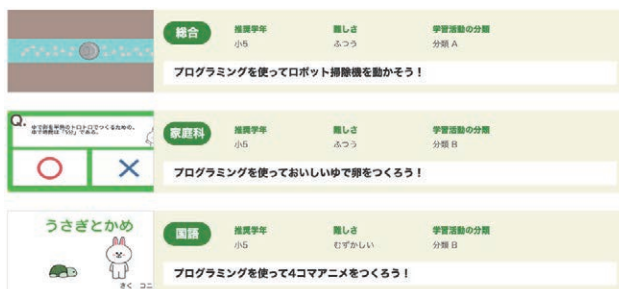 総合
推奨学年
難しさ
学習活動の分類
小5
ふつう
分類 A
プログラミングを使ってロボット掃除機を動かそう！
Q.
家庭科
推奨学年
難しさ
学習活動の分類
小5
ふつう
分類 B
プログラミングを使っておいしいゆで卵をつくろう！
うさぎとかめ
国語
推奨学年
難しさ
学習活動の分類
小5
むずかしい
分類 B
プログラミングを使って4コマアニメをつくろう！
さく コニ